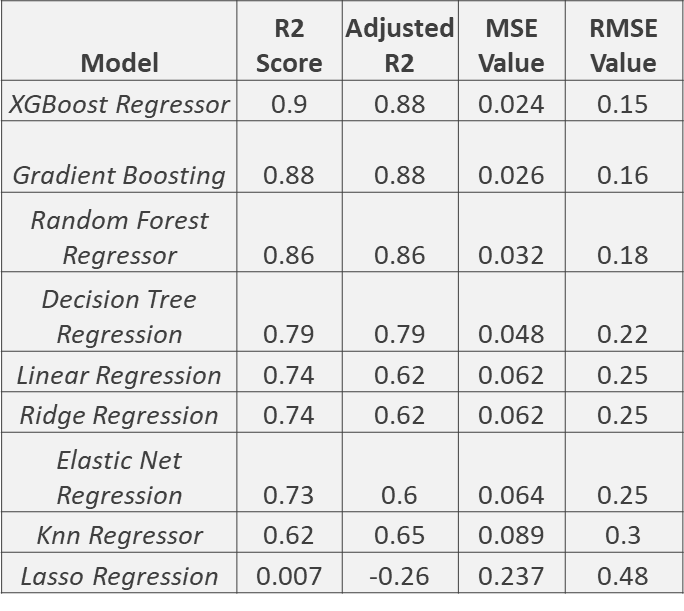 Model R2 Score Adjusted R2 MSE Value RMSE Value
XGBoost Regressor 0.9 0.88 0.024 0.15
Gradient Boosting 0.88 0.88 0.026 0.16
Random Forest Regressor 0.86 0.86 0.032 0.18
Decision Tree Regression 0.79 0.79 0.048 0.22
Linear Regression 0.74 0.62 0.062 0.25
Ridge Regression 0.74 0.62 0.062 0.25
Elastic Net Regression 0.73 0.6 0.064 0.25
Knn Regressor 0.62 0.65 0.089 0.3
Lasso Regression 0.007 -0.26 0.237 0.48